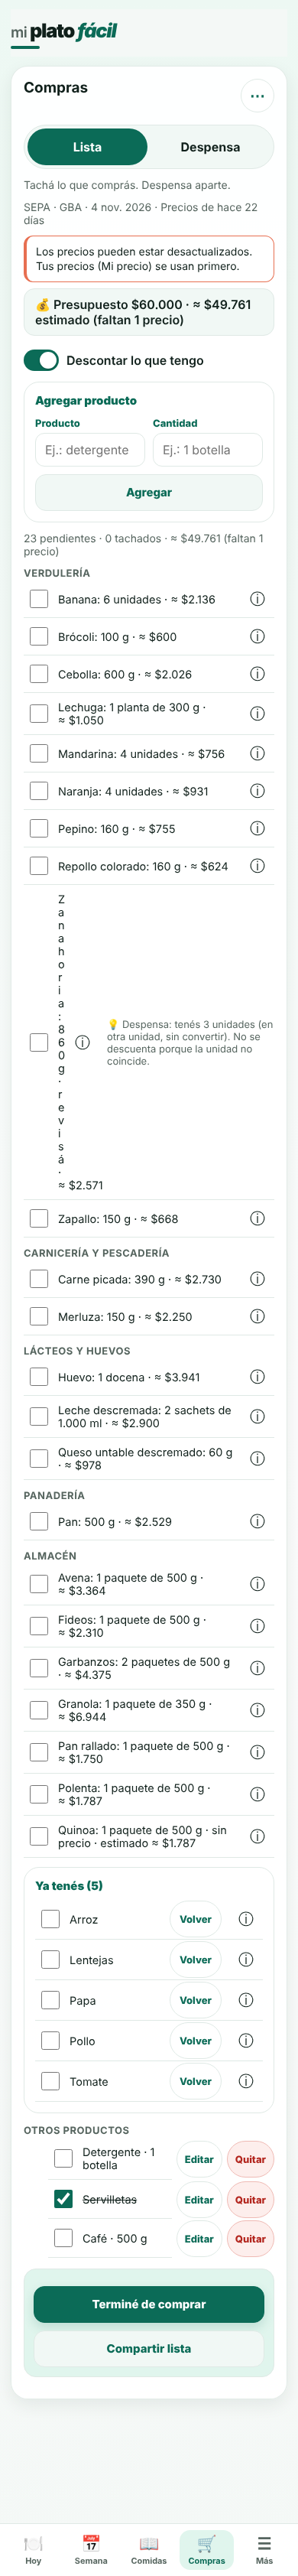 mi plato fácil
Compras
...
Lista
Despensa
Tachá lo que comprás. Despensa aparte.
SEPA · GBA · 4 nov. 2026 · Precios de hace 22
días
Los precios pueden estar desactualizados.
Tus precios (Mi precio) se usan primero.
💰 Presupuesto $60.000 · ≈ $49.761
estimado (faltan 1 precio)
Descontar lo que tengo
Agregar producto
Producto
Cantidad
Ej.: detergente
Ej.: 1 botella
Agregar
23 pendientes · 0 tachados · ≈ $49.761 (faltan 1
precio)
VERDULERÍA
Banana: 6 unidades · ≈ $2.136
Brócoli: 100 g · ≈ $600
Cebolla: 600 g · ≈ $2.026
Lechuga: 1 planta de 300 g ·
≈ $1.050
Mandarina: 4 unidades · ≈ $756
Naranja: 4 unidades · ≈ $931
Pepino: 160 g · ≈ $755
Repollo colorado: 160 g · ≈ $624
Zanahoria: 860 g · revisá ·
≈ $2.571
💡 Despensa: tenés 3 unidades (en
otra unidad, sin convertir). No se
descuenta porque la unidad no
coincide.
Zapallo: 150 g · ≈ $668
CARNICERÍA Y PESCADERÍA
Carne picada: 390 g · ≈ $2.730
Merluza: 150 g · ≈ $2.250
LÁCTEOS Y HUEVOS
Huevo: 1 docena · ≈ $3.941
Leche descremada: 2 sachets de
1.000 ml · ≈ $2.900
Queso untable descremado: 60 g
· ≈ $978
PANADERÍA
Pan: 500 g · ≈ $2.529
ALMACÉN
Avena: 1 paquete de 500 g ·
≈ $3.364
Fideos: 1 paquete de 500 g ·
≈ $2.310
Garbanzos: 2 paquetes de 500 g
· ≈ $4.375
Granola: 1 paquete de 350 g ·
≈ $6.944
Pan rallado: 1 paquete de 500 g ·
≈ $1.750
Polenta: 1 paquete de 500 g ·
≈ $1.787
Quinoa: 1 paquete de 500 g · sin
precio · estimado ≈ $1.787
Ya tenés (5)
Arroz
Volver
Lentejas
Volver
Papa
Volver
Pollo
Volver
Tomate
Volver
OTROS PRODUCTOS
Detergente · 1
botella
Editar
Quitar
Servilletas
Editar
Quitar
Café · 500 g
Editar
Quitar
Terminé de comprar
Compartir lista
Hoy
Semana
Comidas
Compras
Más